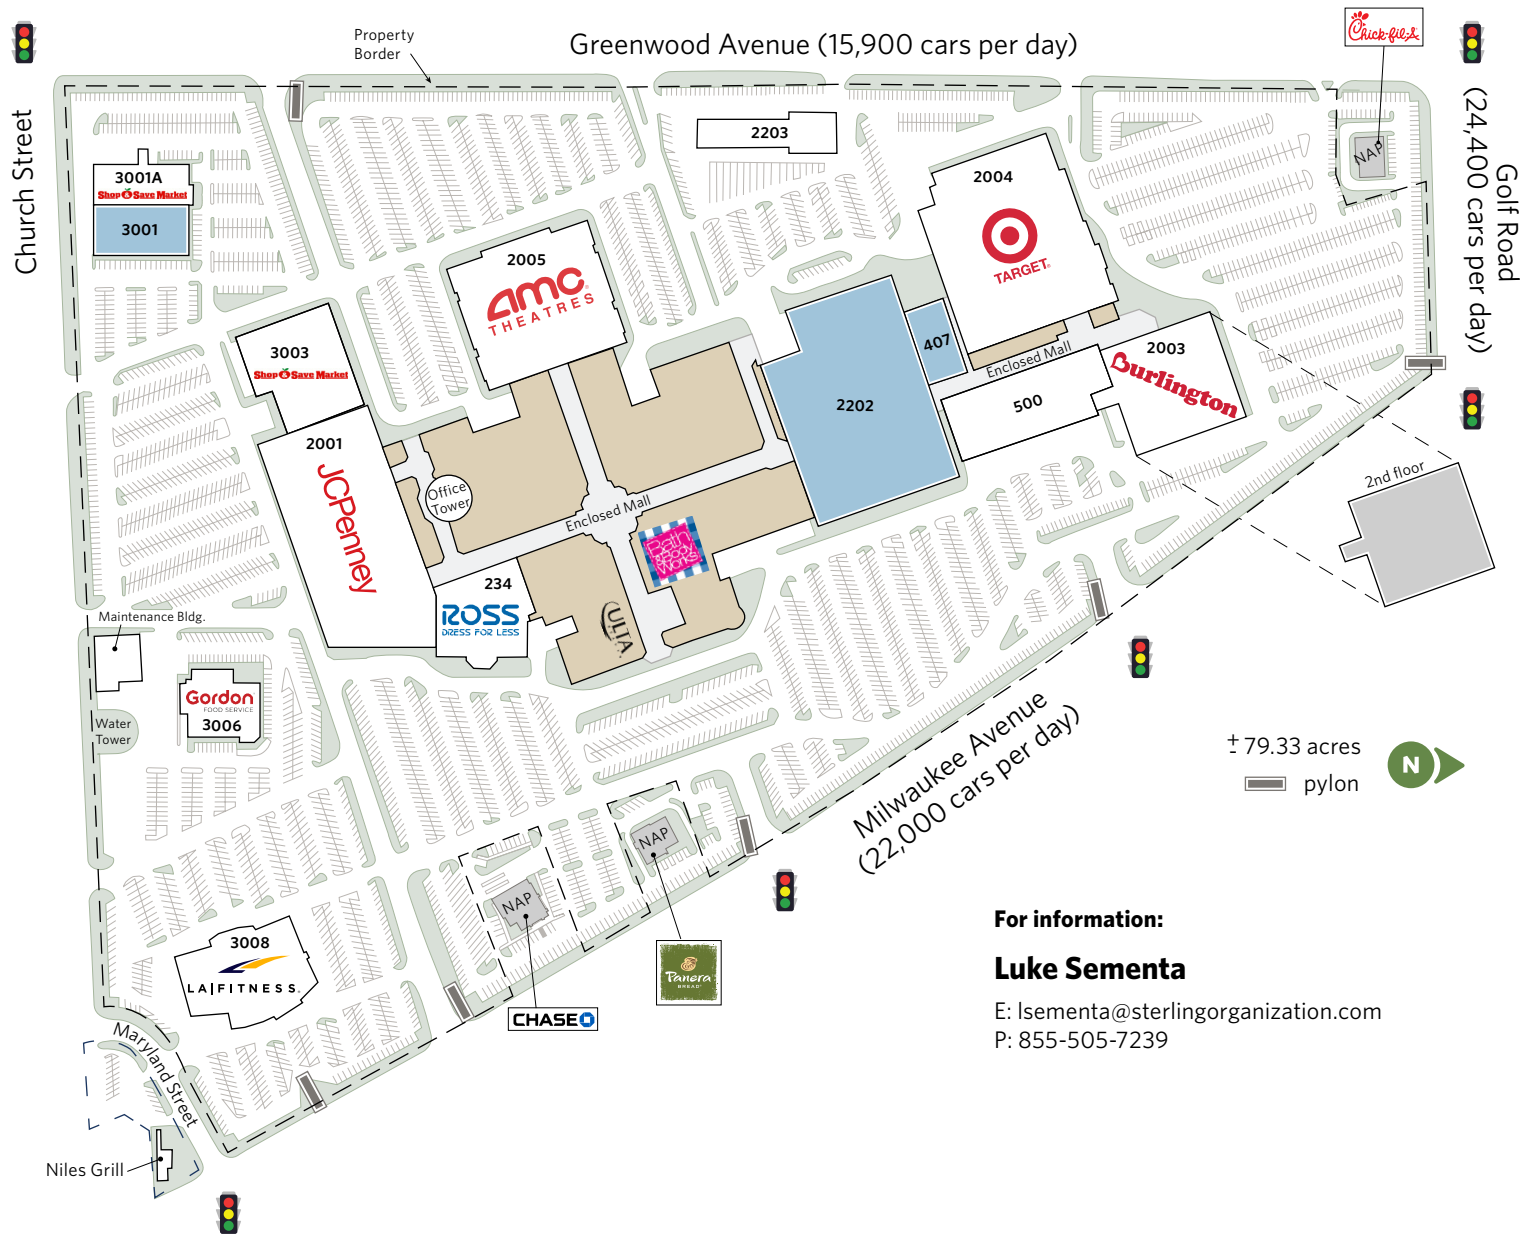 Property
Border
Greenwood Avenue (15,900 cars per day)
Chick-fil-A
Church Street
Golf Road
(24,400 cars per day)
NAP
2203
3001A
Shop Save Market
3001
2004
TARGET
2005
AMC
THEATRES
407
Enclosed Mall
2003
Burlington
3003
Shop Save Market
2202
500
2001
JCPenney
Office
Tower
Enclosed Mall
2nd floor
Bath
Body
Works
234
ROSS
DRESS FOR LESS
ULTA
Maintenance Bldg.
Gordon
FOOD SERVICE
3006
Water
Tower
Milwaukee Avenue
(22,000 cars per day)
± 79.33 acres
pylon
N
NAP
NAP
3008
LA|FITNESS.
Panera
BREAD
CHASE
Maryland Street
Niles Grill
For information:
Luke Sementa
E: lsementa@sterlingorganization.com
P: 855-505-7239